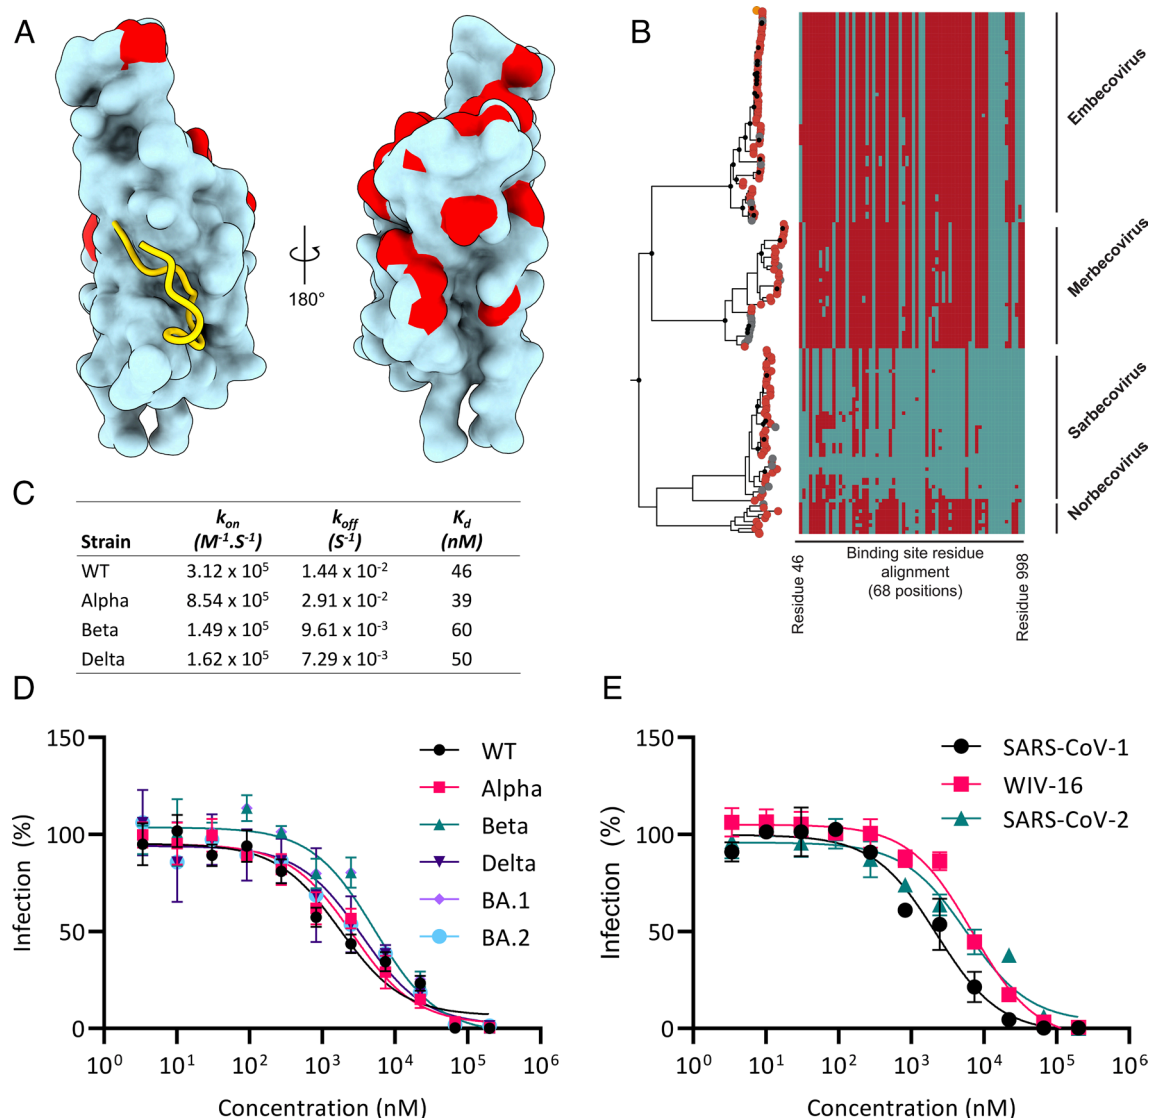 A
180°
B
Embecovirus
Merbecovirus
Sarbecovirus
Norbecovirus
Residue 46
Binding site residue
alignment
(68 positions)
Residue 998
C
Strain kon (M-1.S-1) koff (S-1) Kd (nM)
WT 3.12 x 10⁵ 1.44 x 10⁻² 46
Alpha 8.54 x 10⁵ 2.91 x 10⁻² 39
Beta 1.49 x 10⁵ 9.61 x 10⁻³ 60
Delta 1.62 x 10⁵ 7.29 x 10⁻³ 50
D
Infection (%)
150
100
50
0
10⁰ 10¹ 10² 10³ 10⁴ 10⁵ 10⁶
Concentration (nM)
WT
Alpha
Beta
Delta
BA.1
BA.2
E
Infection (%)
150
100
50
0
10⁰ 10¹ 10² 10³ 10⁴ 10⁵ 10⁶
Concentration (nM)
SARS-CoV-1
WIV-16
SARS-CoV-2